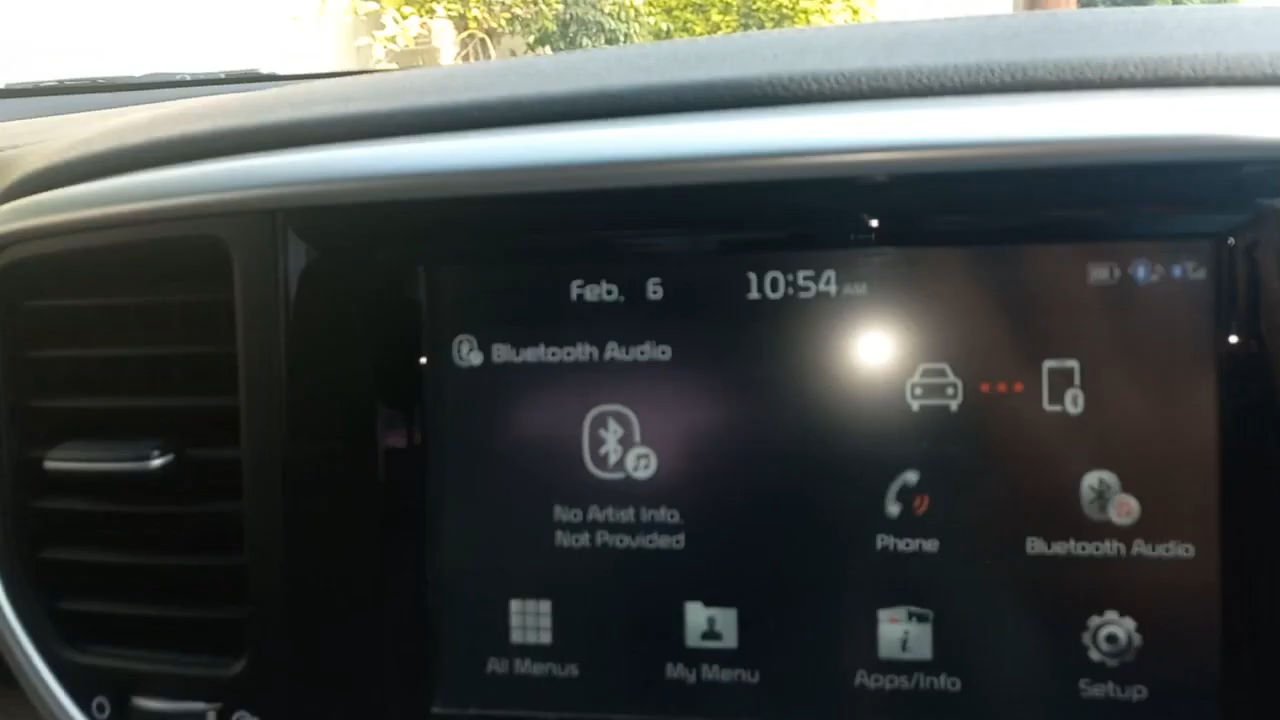 Feb. 6 10:54 AM
Bluetooth Audio
No Artist Info.
Not Provided
Phone
Bluetooth Audio
All Menus
My Menu
Apps/Info
Setup